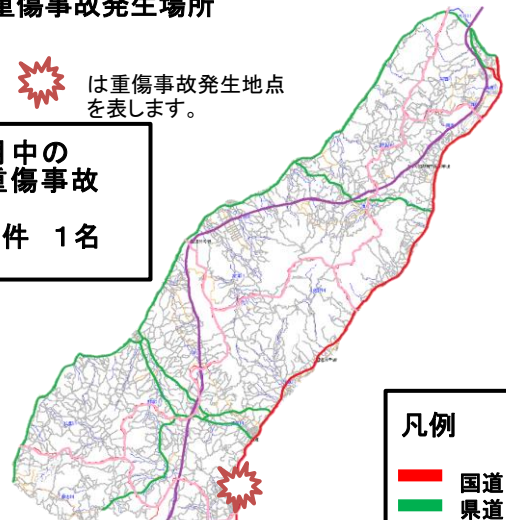 重傷事故発生場所
は重傷事故発生地点
を表します。
月中の
重傷事故
件 1名
凡例
国道
県道